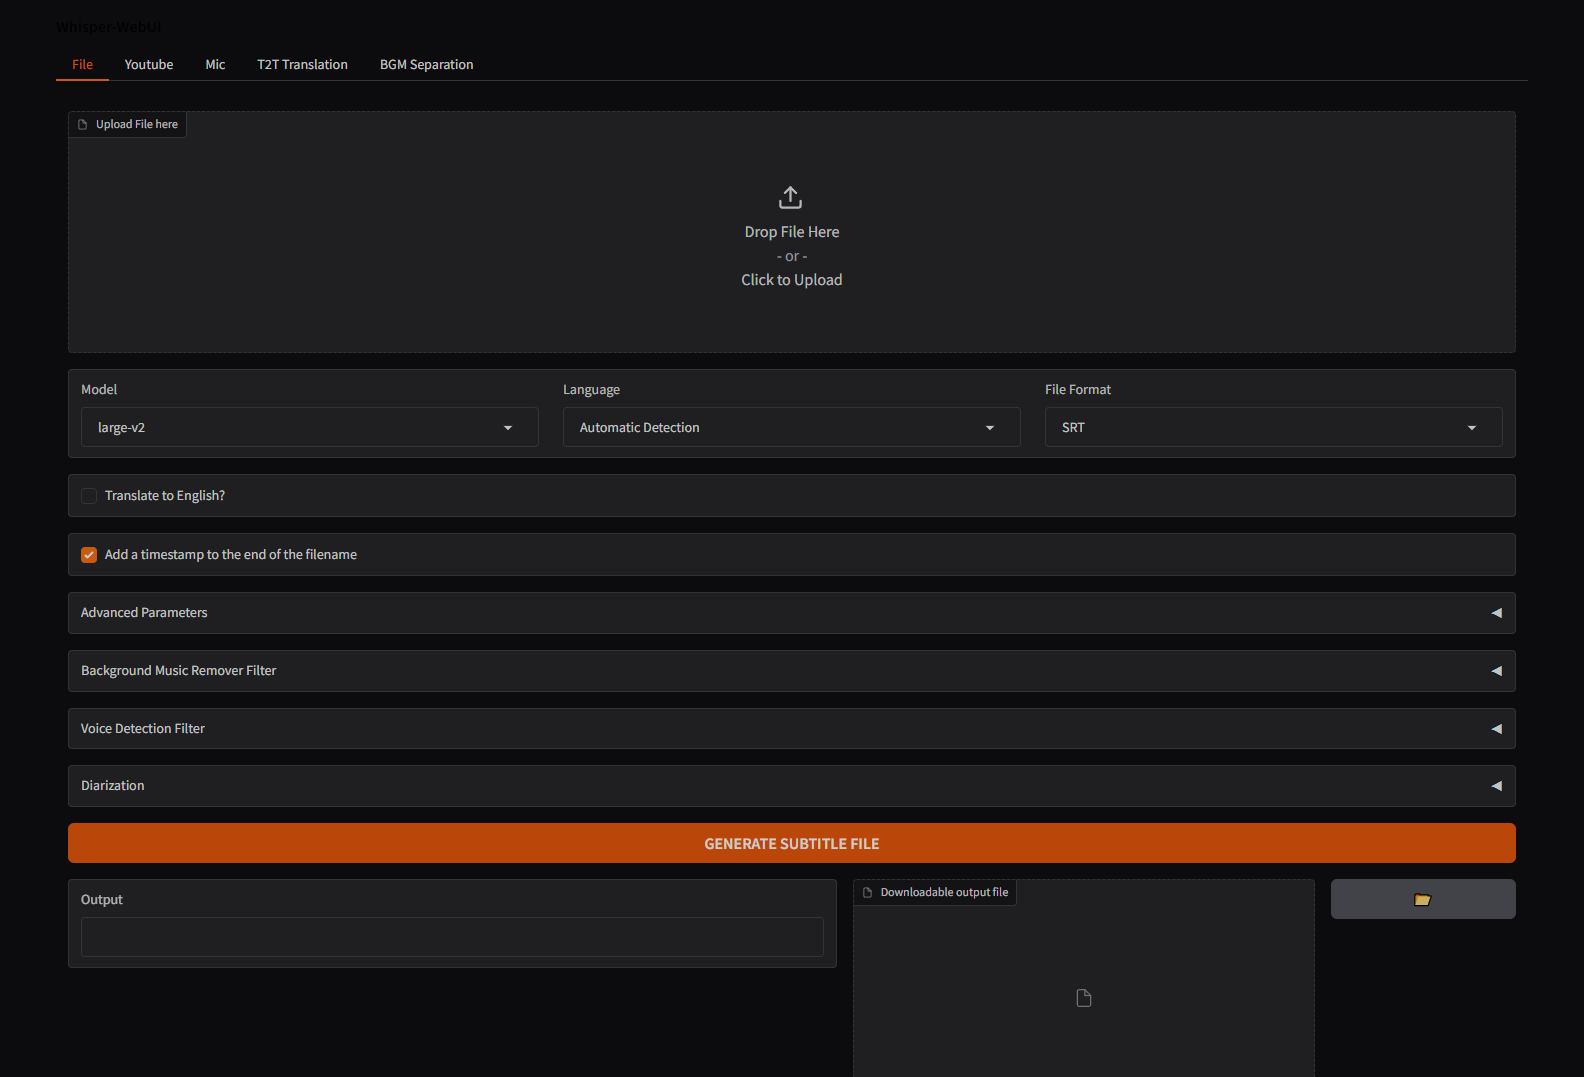 Whisper-WebUI
File Youtube Mic T2T Translation BGM Separation
Upload File here
Drop File Here
- or -
Click to Upload
Model Language File Format
large-v2 Automatic Detection SRT
Translate to English?
Add a timestamp to the end of the filename
Advanced Parameters
Background Music Remover Filter
Voice Detection Filter
Diarization
GENERATE SUBTITLE FILE
Output
Downloadable output file